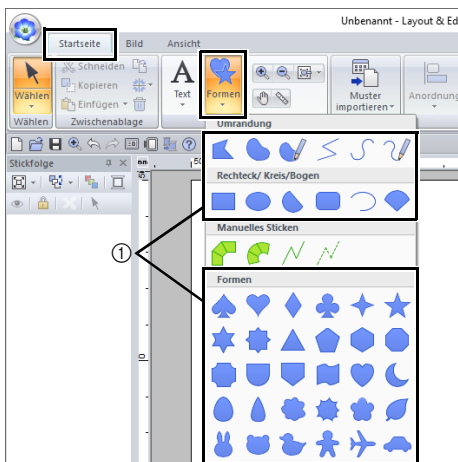 Unbenannt - Layout & Ed
Startseite Bild Ansicht
Wählen
Schneiden
Kopieren
Einfügen
Text
Formen
Muster
importieren
Anordnung
Wählen Zwischenablage
Umrandung
Stickfolge
Rechteck/ Kreis/Bogen
Manuelles Sticken
①
Formen
0